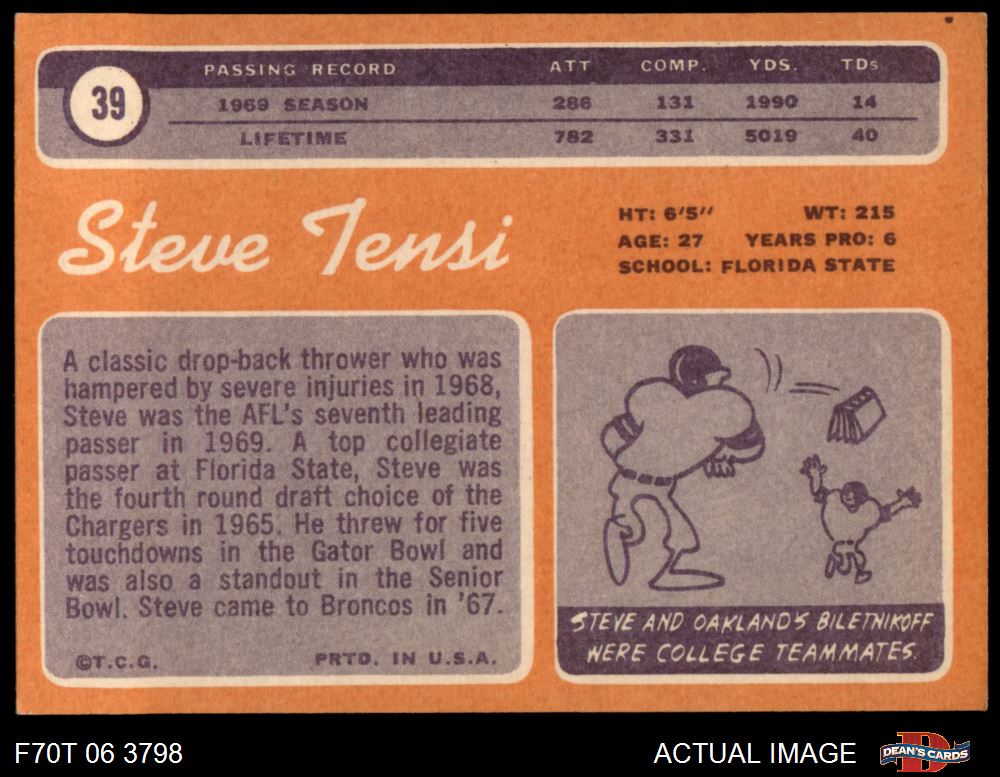 39
PASSING RECORD ATT COMP. YDS. TDs
1969 SEASON 286 131 1990 14
LIFETIME 782 331 5019 40
Steve Tensi
HT: 6'5" WT: 215
AGE: 27 YEARS PRO: 6
SCHOOL: FLORIDA STATE
A classic drop-back thrower who was
hampered by severe injuries in 1968,
Steve was the AFL's seventh leading
passer in 1969. A top collegiate
passer at Florida State, Steve was
the fourth round draft choice of the
Chargers in 1965. He threw for five
touchdowns in the Gator Bowl and
was also a standout in the Senior
Bowl. Steve came to Broncos in '67.
©T.C.G. PRTD. IN U.S.A.
STEVE AND OAKLAND'S BILETNIKOFF
WERE COLLEGE TEAMMATES.
F70T 06 3798
ACTUAL IMAGE
D
DEAN'S CARDS